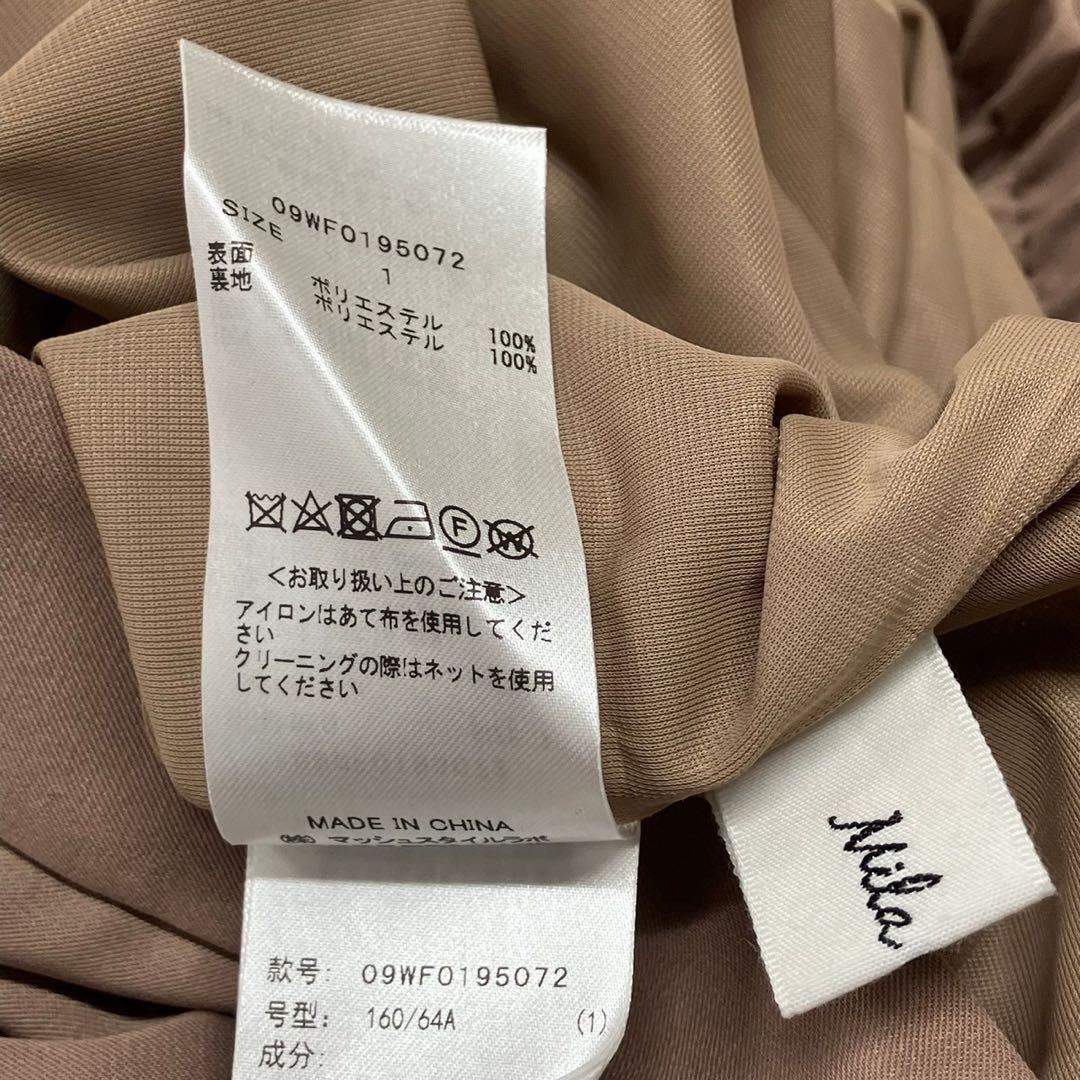 09WF0195072
SIZE 1
表面 ポリエステル 100%
裏地 ポリエステル 100%
F
W
<お取り扱い上のご注意>
アイロンはあて布を使用してくだ
さい
クリーニングの際はネットを使用
してください
MADE IN CHINA
㈱マッシュスタイルラボ
款号: 09WF0195072
号型: 160/64A (1)
成分:
Mila